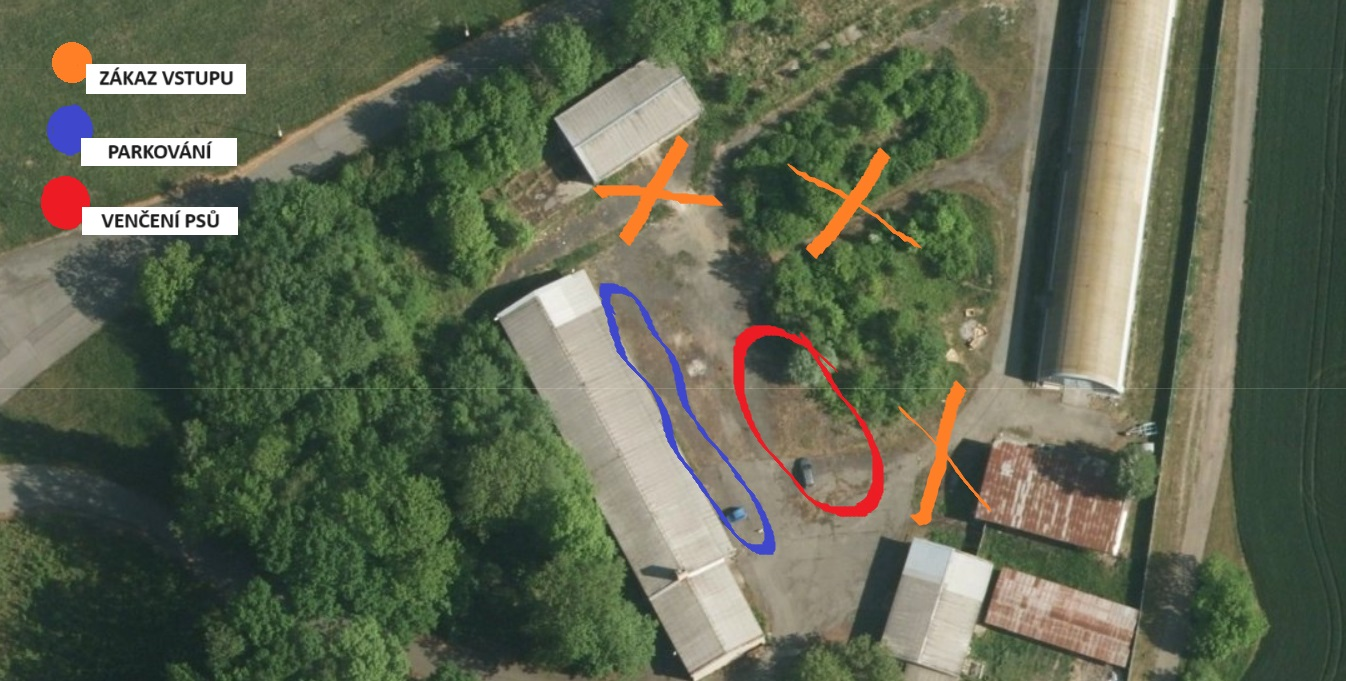 ZÁKAZ VSTUPU
PARKOVÁNÍ
VENČENÍ PSŮ